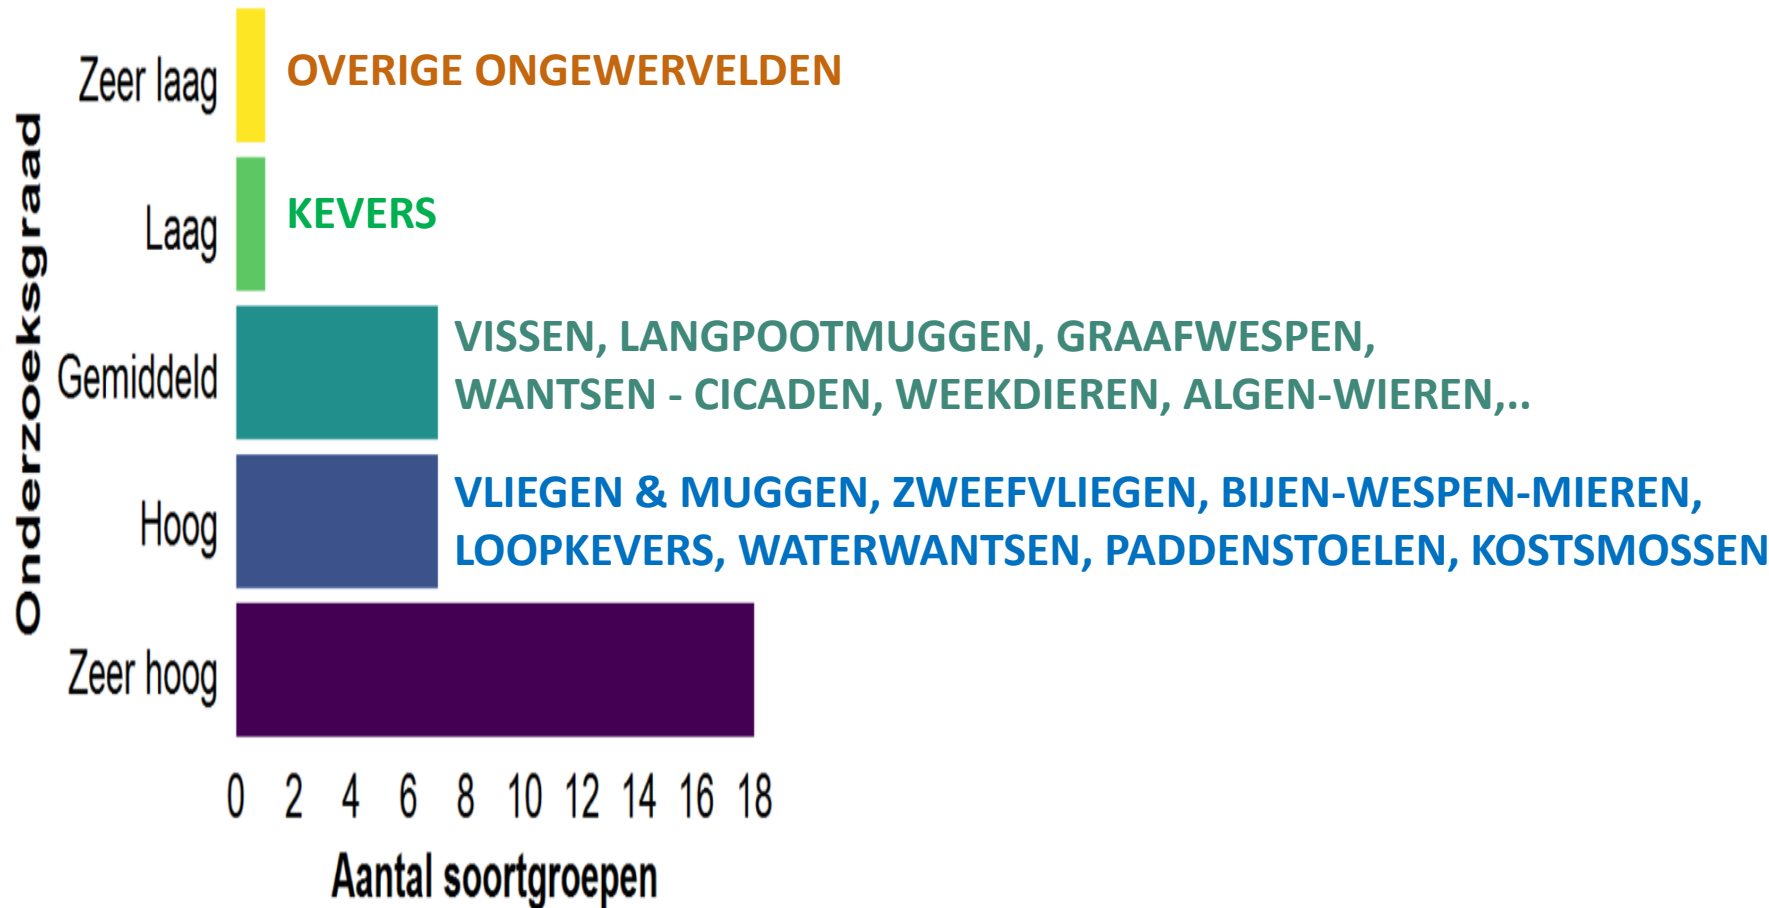 Onderzoeksgraad
Zeer laag
OVERIGE ONGEWERVELDEN
Laag
KEVERS
Gemiddeld
VISSEN, LANGPOOTMUGGEN, GRAAFWESPEN,
WANTSEN - CICADEN, WEEKDIEREN, ALGEN-WIEREN,..
Hoog
VLIEGEN & MUGGEN, ZWEEFVLIEGEN, BIJEN-WESPEN-MIEREN,
LOOPKEVERS, WATERWANTSEN, PADDENSTOELEN, KOSTSMOSSEN
Zeer hoog
0 2 4 6 8 10 12 14 16 18
Aantal soortgroepen